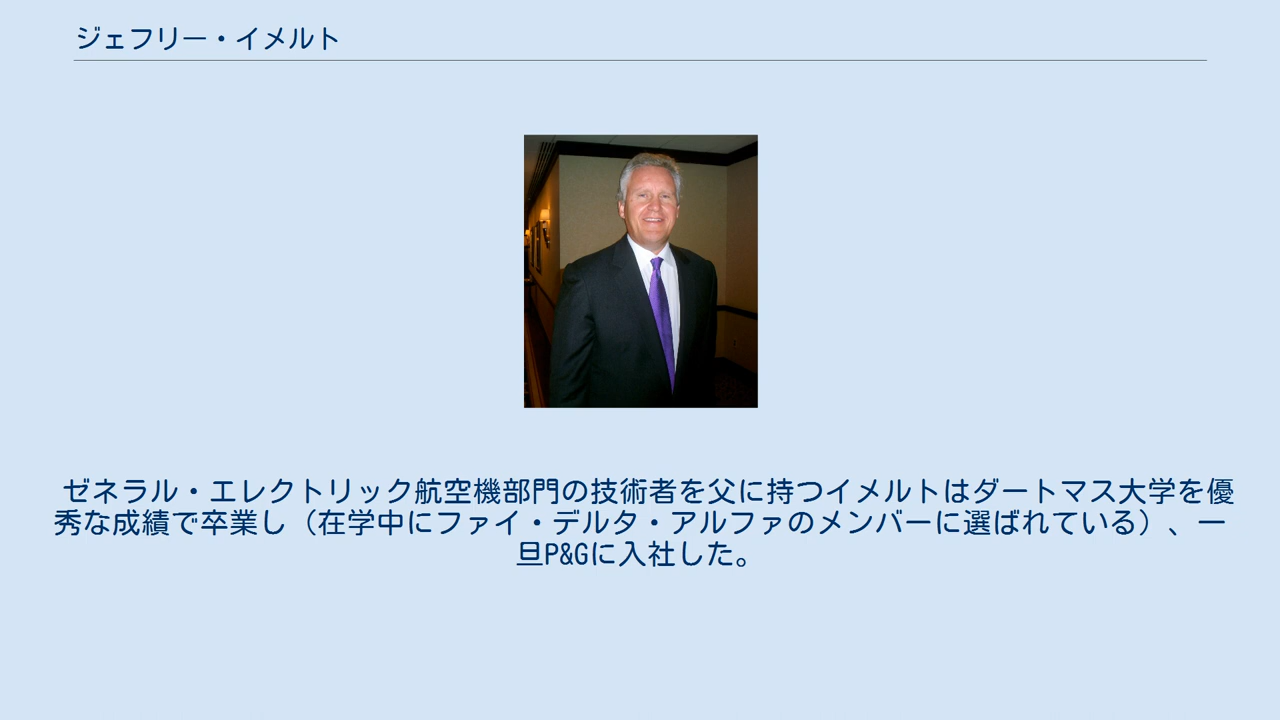 ジェフリー・イメルト
ゼネラル・エレクトリック航空機部門の技術者を父に持つイメルトはダートマス大学を優
秀な成績で卒業し（在学中にファイ・デルタ・アルファのメンバーに選ばれている）、一
旦P&Gに入社した。